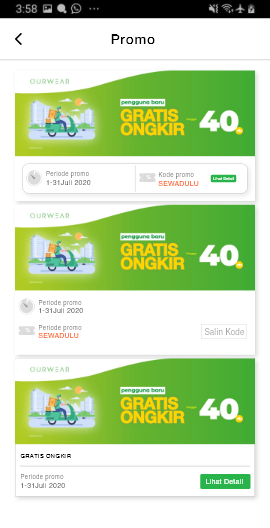 3:58
Promo
OURWEAR
pengguna baru
GRATIS
ONGKIR
40
Periode promo
1-31Juli 2020
Kode promo
SEWADULU
Lihat Detail
OURWEAR
pengguna baru
GRATIS
ONGKIR
40
Periode promo
1-31Juli 2020
Periode promo
SEWADULU
Salin Kode
OURWEAR
pengguna baru
GRATIS
ONGKIR
40
GRATIS ONGKIR
Periode promo
1-31Juli 2020
Lihat Detail